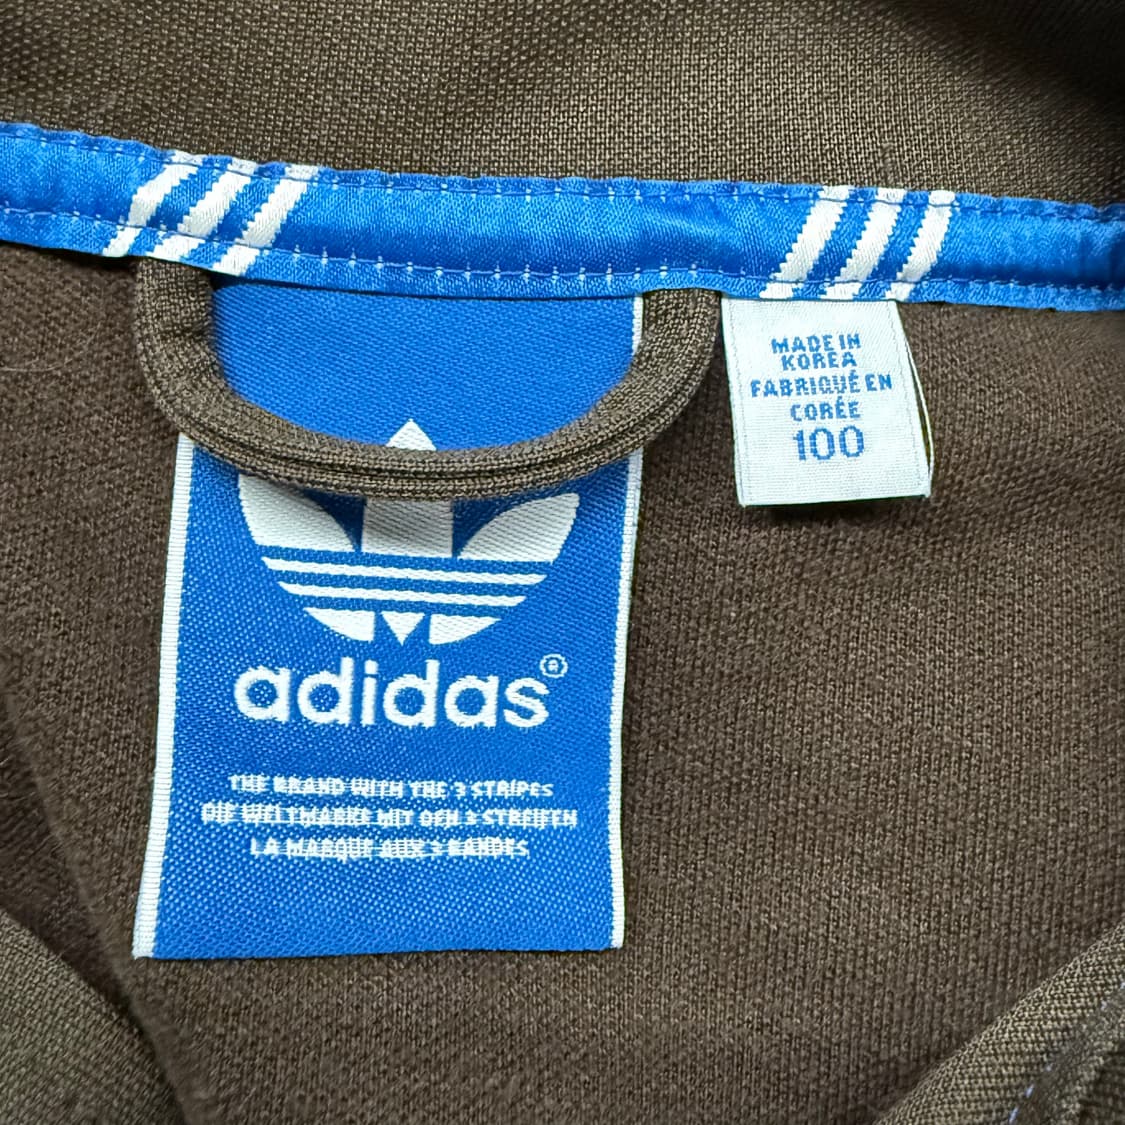 MADE IN
KOREA
FABRIQUÉ EN
CORÉE
100
adidas®
THE BRAND WITH THE 3 STRIPES
DIE WELTMARKE MIT DEN 3 STREIFEN
LA MARQUE AUX 3 BANDES